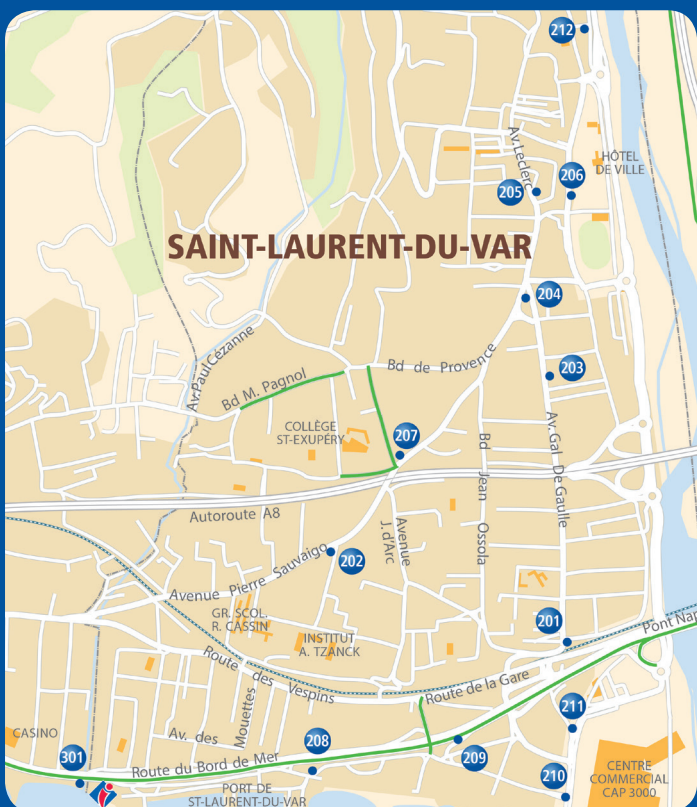 212
Av. Leclerc
HÔTEL
DE VILLE
206
205
SAINT-LAURENT-DU-VAR
204
Av. Paul Cézanne
Bd de Provence
203
Bd M. Pagnol
COLLÈGE
ST-EXUPÉRY
207
Av. Gal De Gaulle
Bd Jean Ossola
Autoroute A8
Avenue
J. d'Arc
202
Avenue Pierre Sauvaigo
GR. SCOL.
R. CASSIN
INSTITUT
A. TZANCK
201
Pont Nap
Route des Vespins
Route de la Gare
211
Av. des Mouettes
CASINO
208
209
301
Route du Bord de Mer
PORT DE
ST-LAURENT-DU-VAR
210
CENTRE
COMMERCIAL
CAP 3000